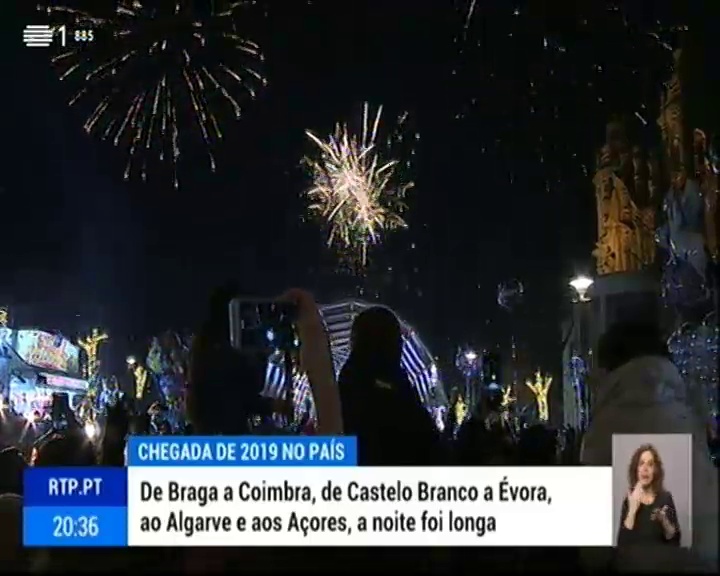 1 885
CHEGADA DE 2019 NO PAÍS
RTP.PT
20:36
De Braga a Coimbra, de Castelo Branco a Évora,
ao Algarve e aos Açores, a noite foi longa